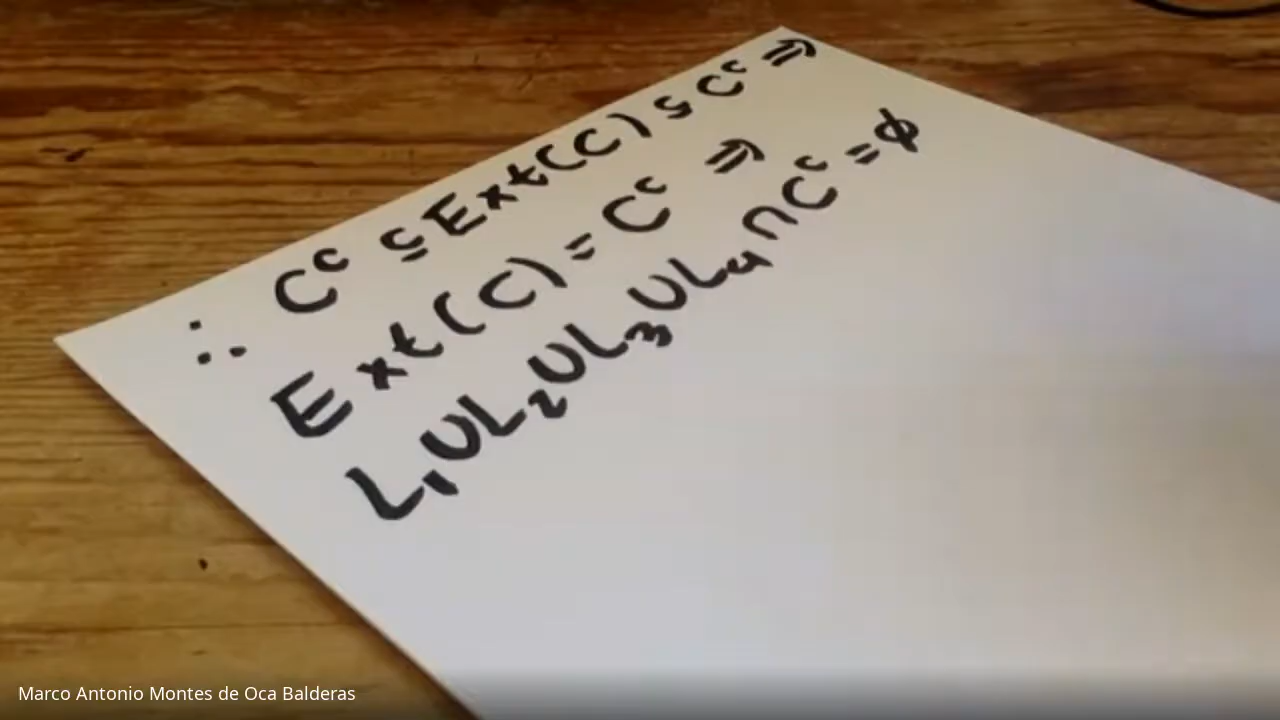 ∴ Cᶜ ⊆ Ext(C) ⊆ Cᶜ ⇒
Ext(C) = Cᶜ ⇒
L₁∪L₂∪L₃∪L₄∩Cᶜ = φ
Marco Antonio Montes de Oca Balderas